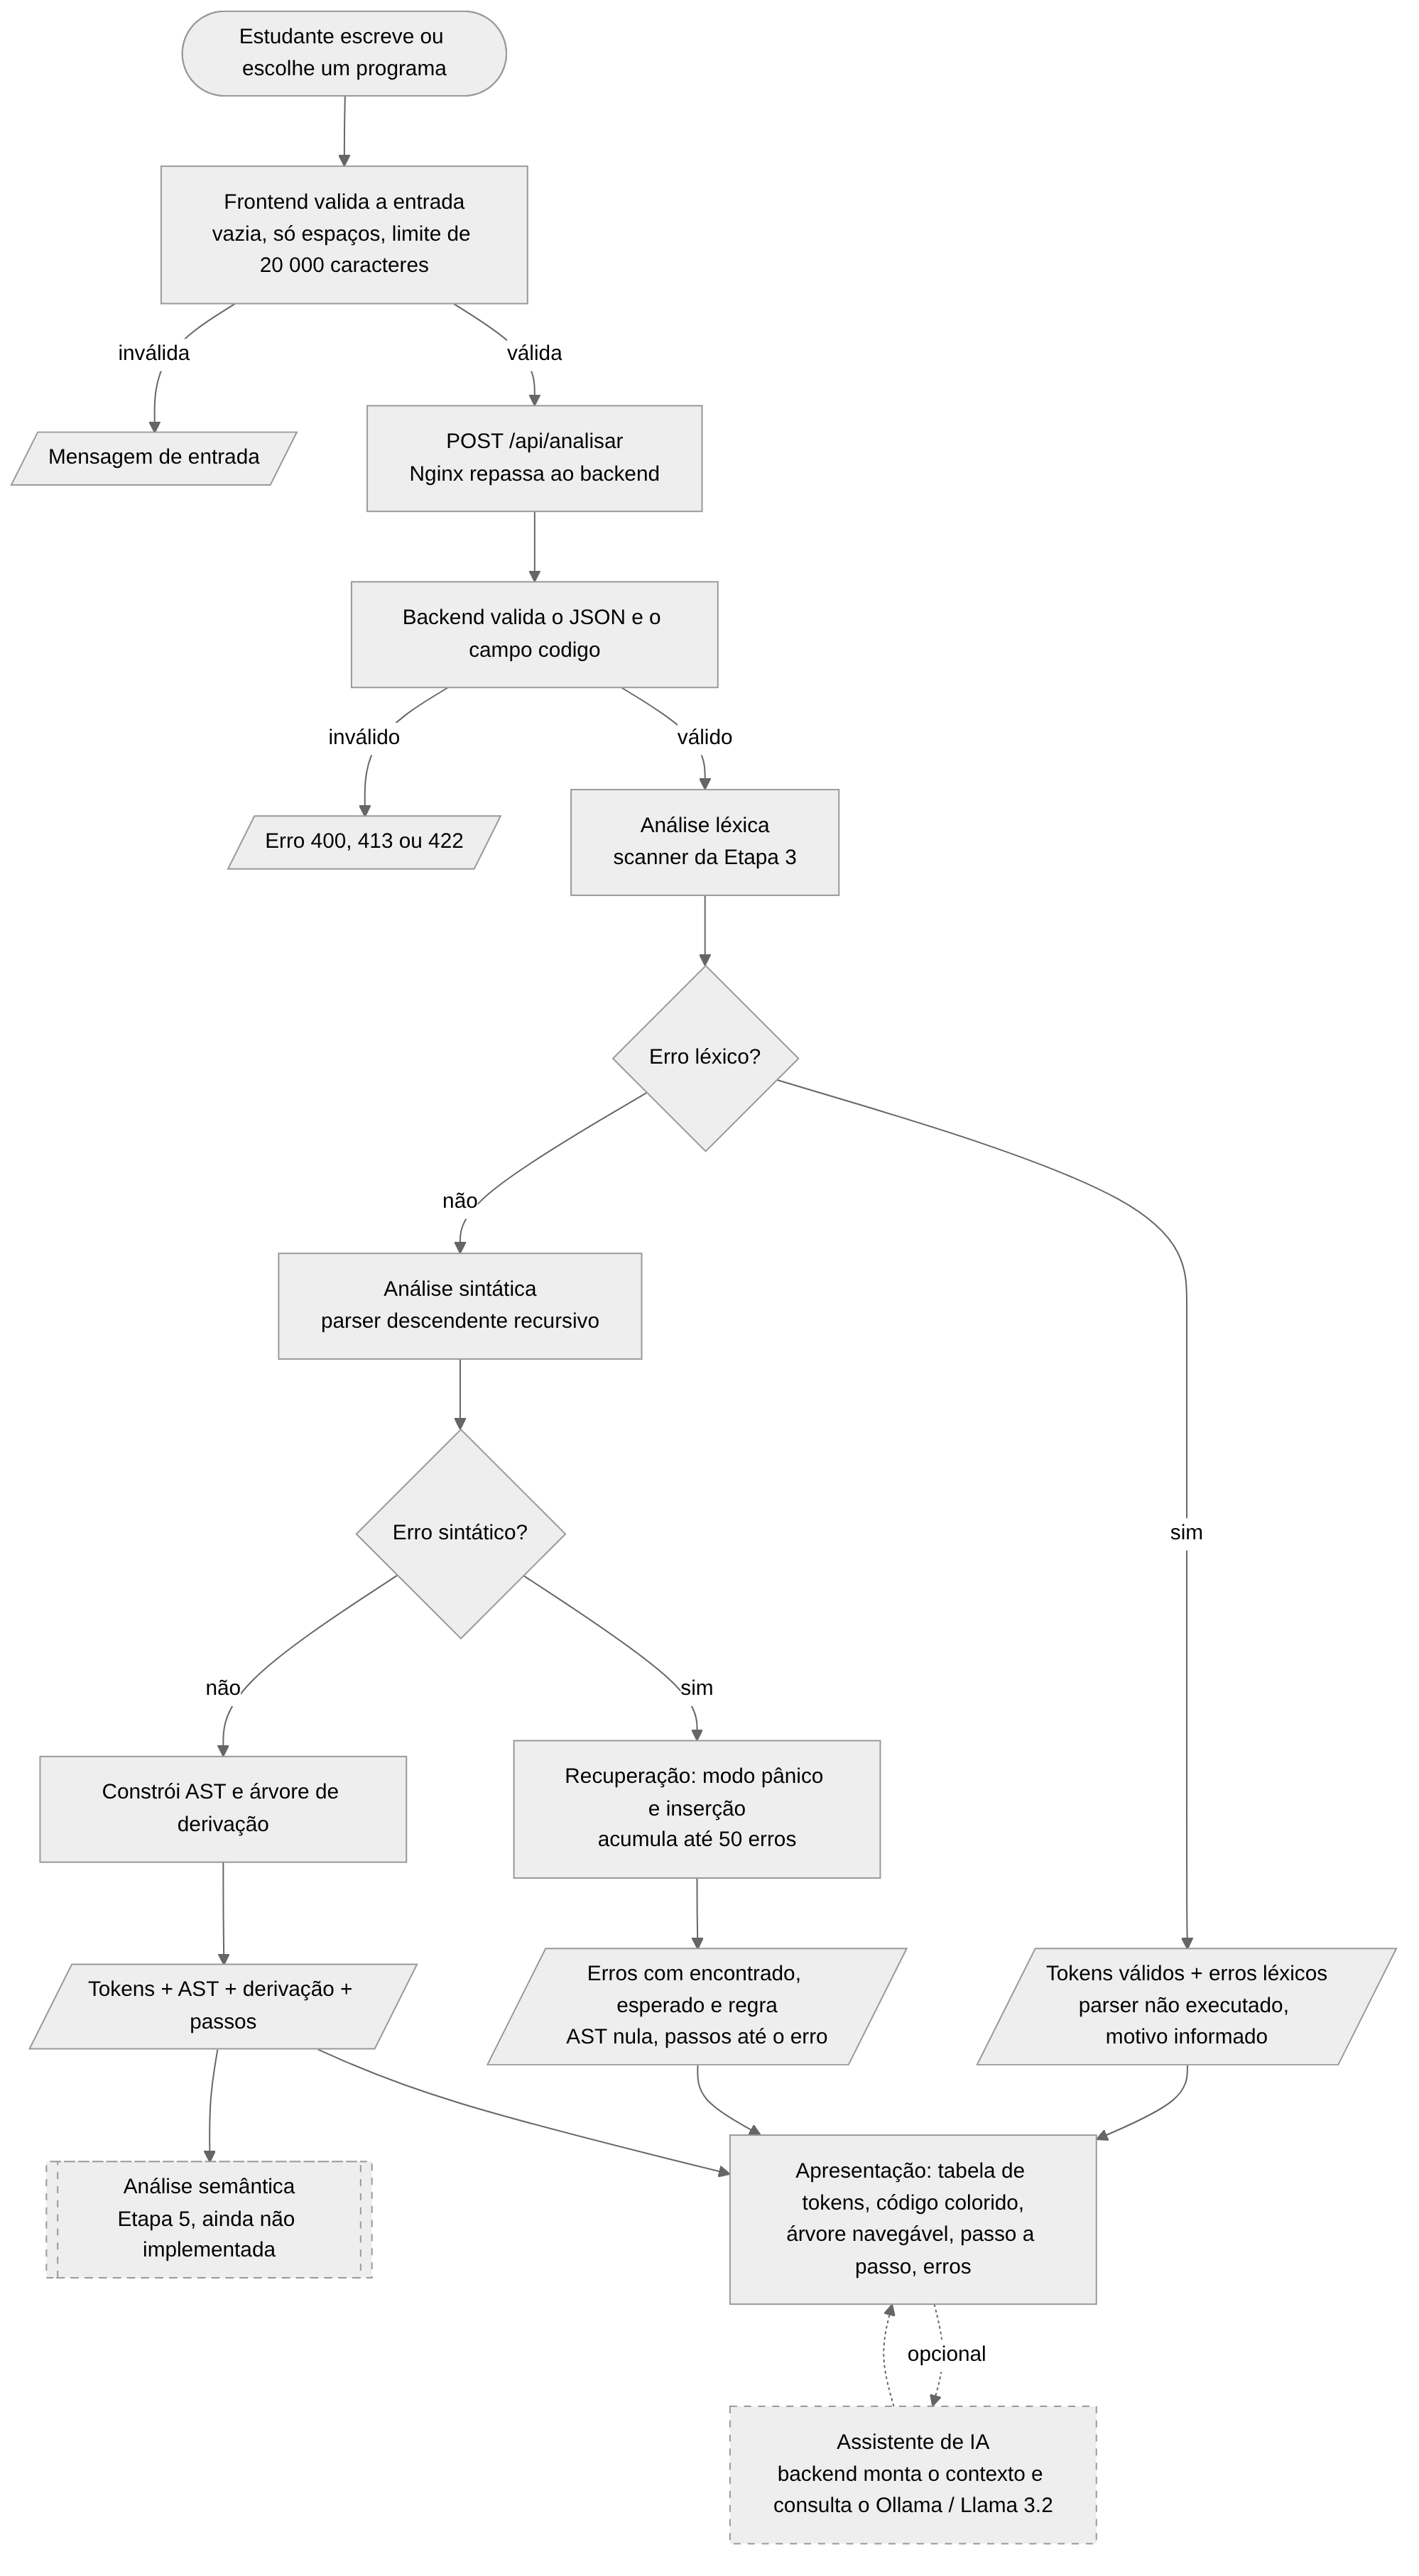 Estudante escreve ou
escolhe um programa
Frontend valida a entrada
vazia, só espaços, limite de
20 000 caracteres
inválida
válida
Mensagem de entrada
POST /api/analisar
Nginx repassa ao backend
Backend valida o JSON e o
campo codigo
inválido
válido
Erro 400, 413 ou 422
Análise léxica
scanner da Etapa 3
Erro léxico?
não
Análise sintática
parser descendente recursivo
Erro sintático?
sim
não
sim
Constrói AST e árvore de
derivação
Recuperação: modo pânico
e inserção
acumula até 50 erros
Tokens + AST + derivação +
passos
Erros com encontrado,
esperado e regra
AST nula, passos até o erro
Tokens válidos + erros léxicos
parser não executado,
motivo informado
Análise semântica
Etapa 5, ainda não
implementada
Apresentação: tabela de
tokens, código colorido,
árvore navegável, passo a
passo, erros
opcional
Assistente de IA
backend monta o contexto e
consulta o Ollama / Llama 3.2